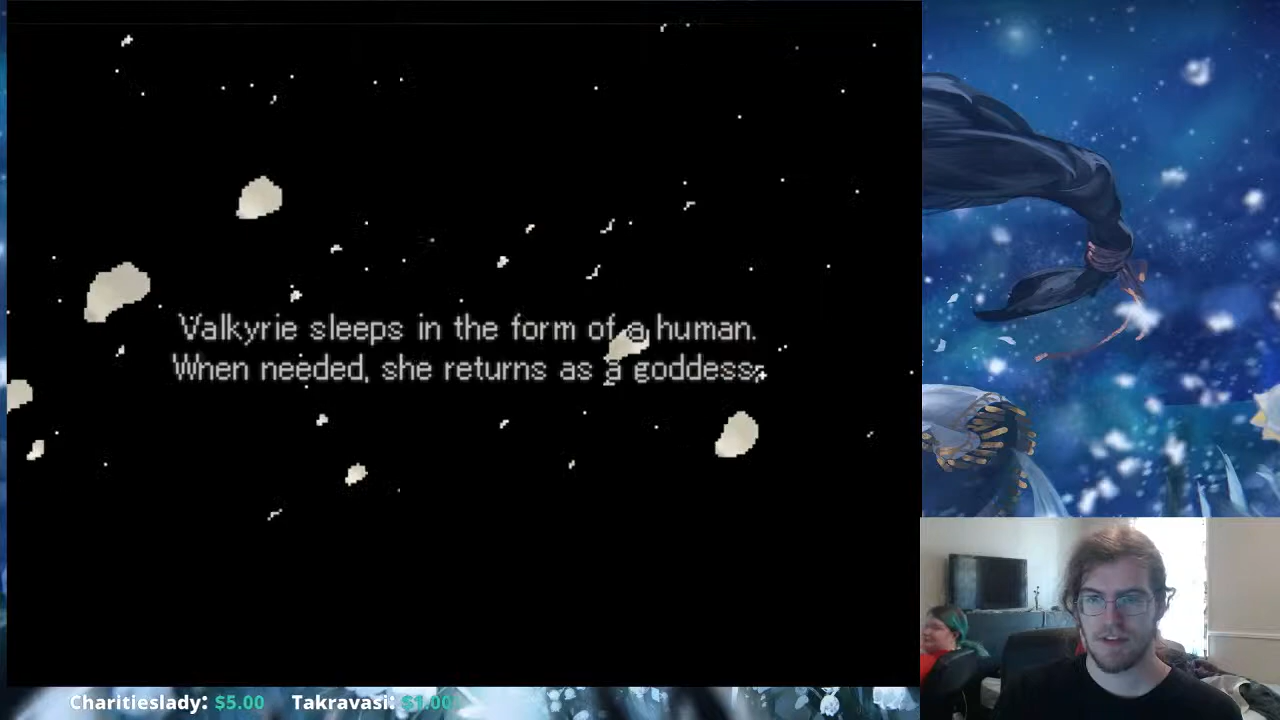 Valkyrie sleeps in the form of a human.
When needed, she returns as a goddess,
Charitieslady: $5.00 Takravasi: $1.00